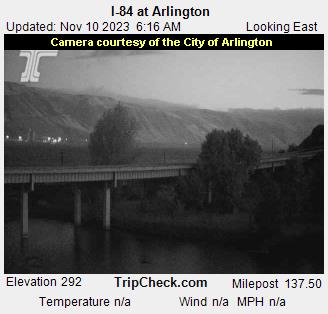 I-84 at Arlington
Updated: Nov 10 2023 6:16 AM Looking East
Camera courtesy of the City of Arlington
Elevation 292 TripCheck.com Milepost 137.50
Temperature n/a Wind n/a MPH n/a